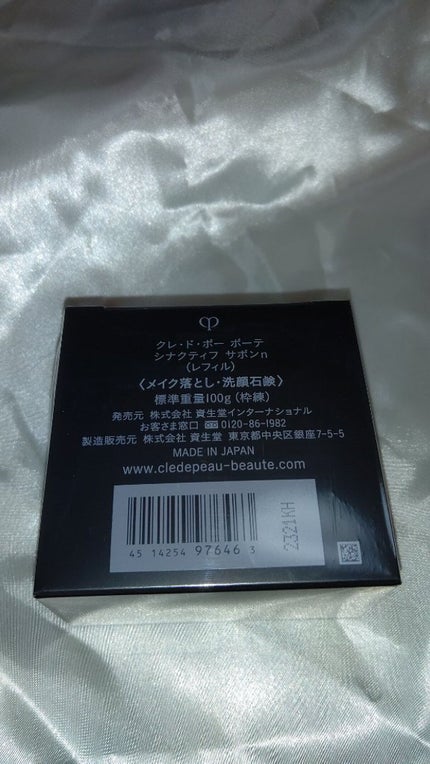 クレ・ド・ポー ボーテ
シナクティフ サボンn
(レフィル)
〈メイク落とし・洗顔石鹸〉
標準重量100g(枠練)
発売元 株式会社 資生堂インターナショナル
お客さま窓口 0120-86-1982
製造販売元 株式会社 資生堂 東京都中央区銀座7-5-5
MADE IN JAPAN
www.cledepeau-beaute.com
4 514254 97646 3
2321KH